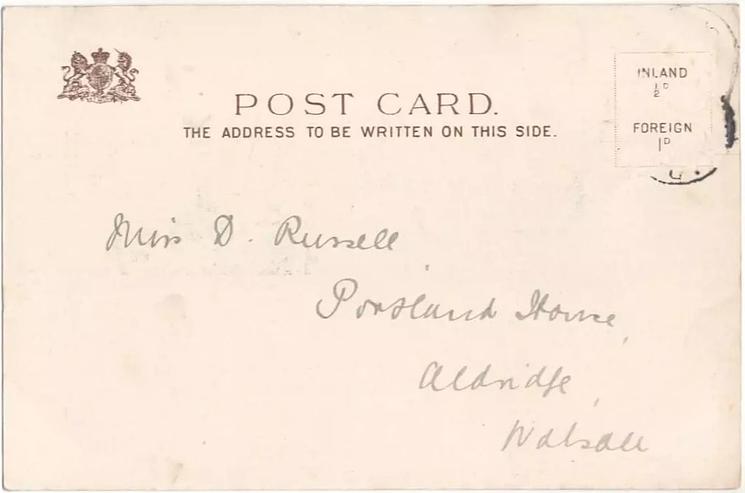 POST CARD.
THE ADDRESS TO BE WRITTEN ON THIS SIDE.
INLAND
½D
FOREIGN
1D
Miss D. Russell
Portland House,
Aldridge,
Walsall